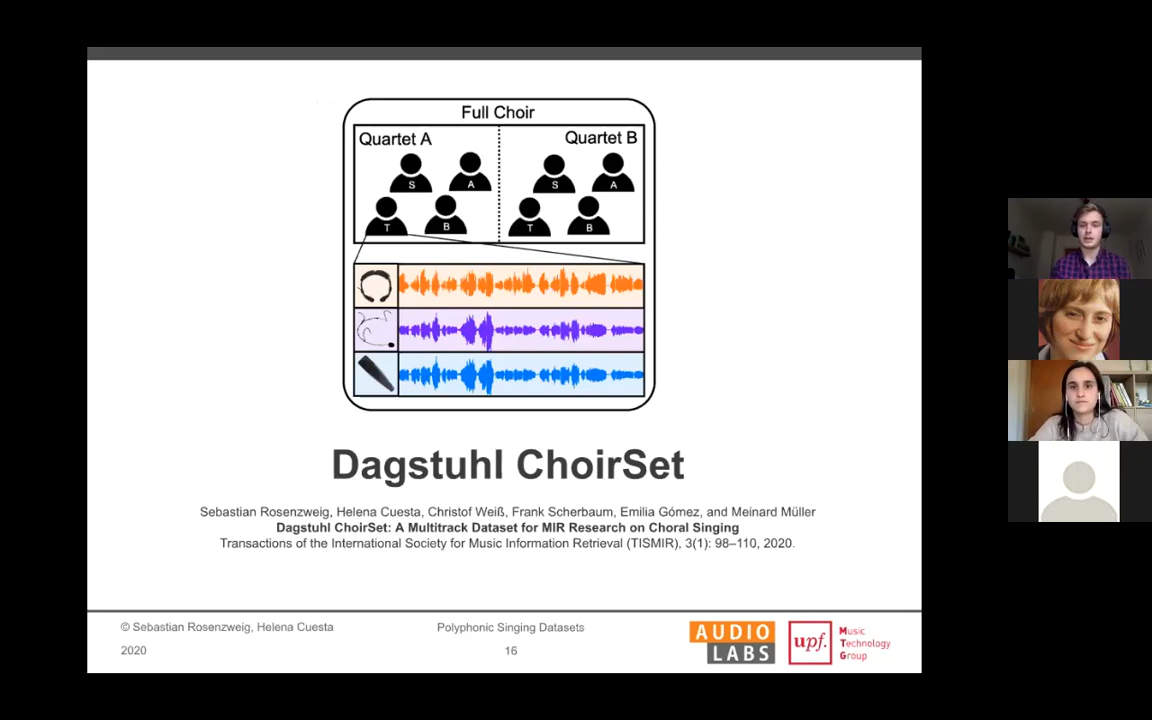 Full Choir
Quartet A
Quartet B
S
A
S
A
T
B
T
B
Dagstuhl ChoirSet
Sebastian Rosenzweig, Helena Cuesta, Christof Weiß, Frank Scherbaum, Emilia Gómez, and Meinard Müller
Dagstuhl ChoirSet: A Multitrack Dataset for MIR Research on Choral Singing
Transactions of the International Society for Music Information Retrieval (TISMIR), 3(1): 98–110, 2020.
© Sebastian Rosenzweig, Helena Cuesta
2020
Polyphonic Singing Datasets
16
AUDIO
LABS
upf.
Music
Technology
Group